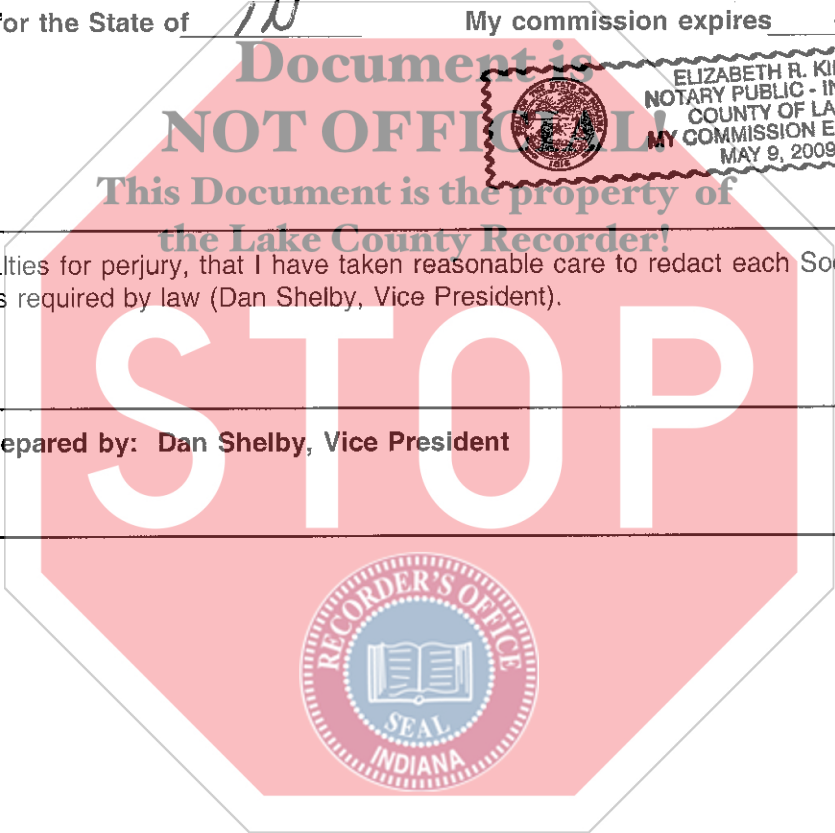 for the State of IN My commission expires
Document is
NOT OFFICIAL!
This Document is the property of
the Lake County Recorder!
ELIZABETH R. KI
NOTARY PUBLIC - IN
COUNTY OF LA
MY COMMISSION E
MAY 9, 2009
lties for perjury, that I have taken reasonable care to redact each Soc
s required by law (Dan Shelby, Vice President).
STOP
epared by: Dan Shelby, Vice President
RECORDER'S OFFICE
SEAL
INDIANA